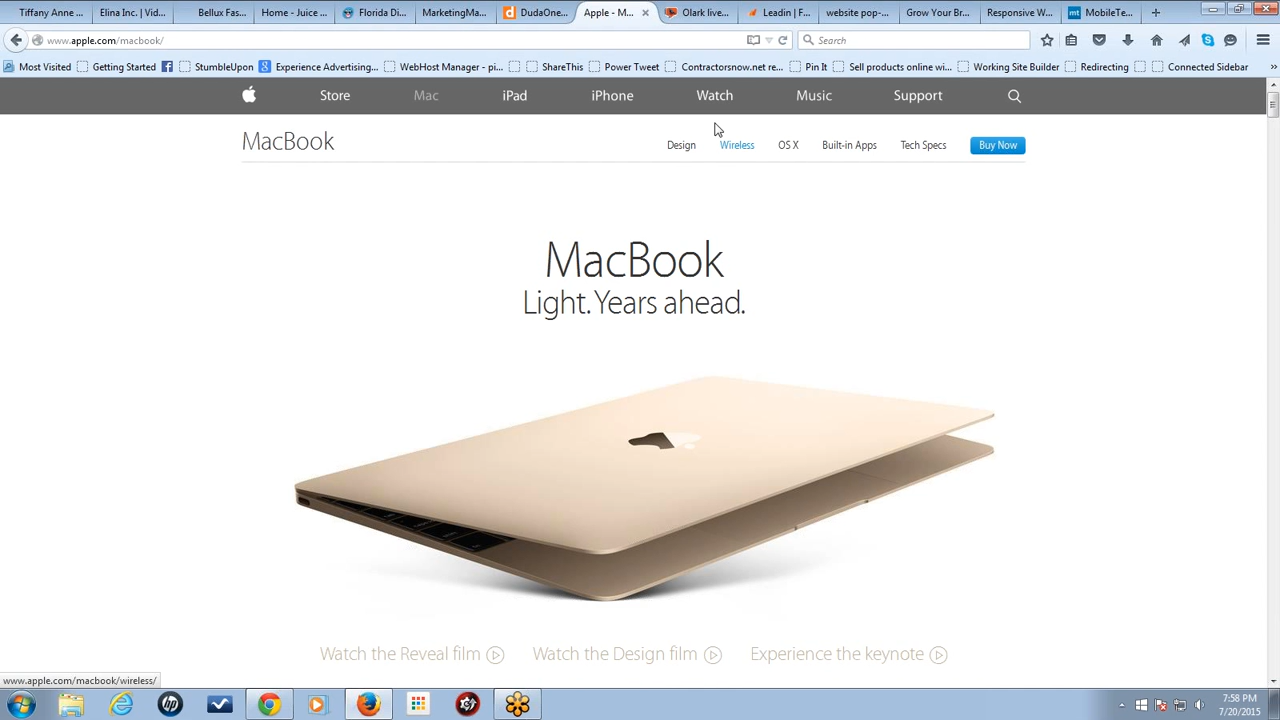 Tiffany Anne ... Elina Inc. | Vid... Bellux Fas... Home - Juice ... Florida Di... MarketingMa... DudaOne... Apple - M... Olark live... Leadin | F... website pop-... Grow Your Br... Responsive W... mt MobileTe...
www.apple.com/macbook/ Search
Most Visited Getting Started StumbleUpon Experience Advertising... WebHost Manager - pi... ShareThis Power Tweet Contractorsnow.net re... Pin It Sell products online wi... Working Site Builder Redirecting Connected Sidebar
Store Mac iPad iPhone Watch Music Support
MacBook Design Wireless OS X Built-in Apps Tech Specs Buy Now
MacBook
Light. Years ahead.
Watch the Reveal film Watch the Design film Experience the keynote
www.apple.com/macbook/wireless/
7:58 PM
7/20/2015